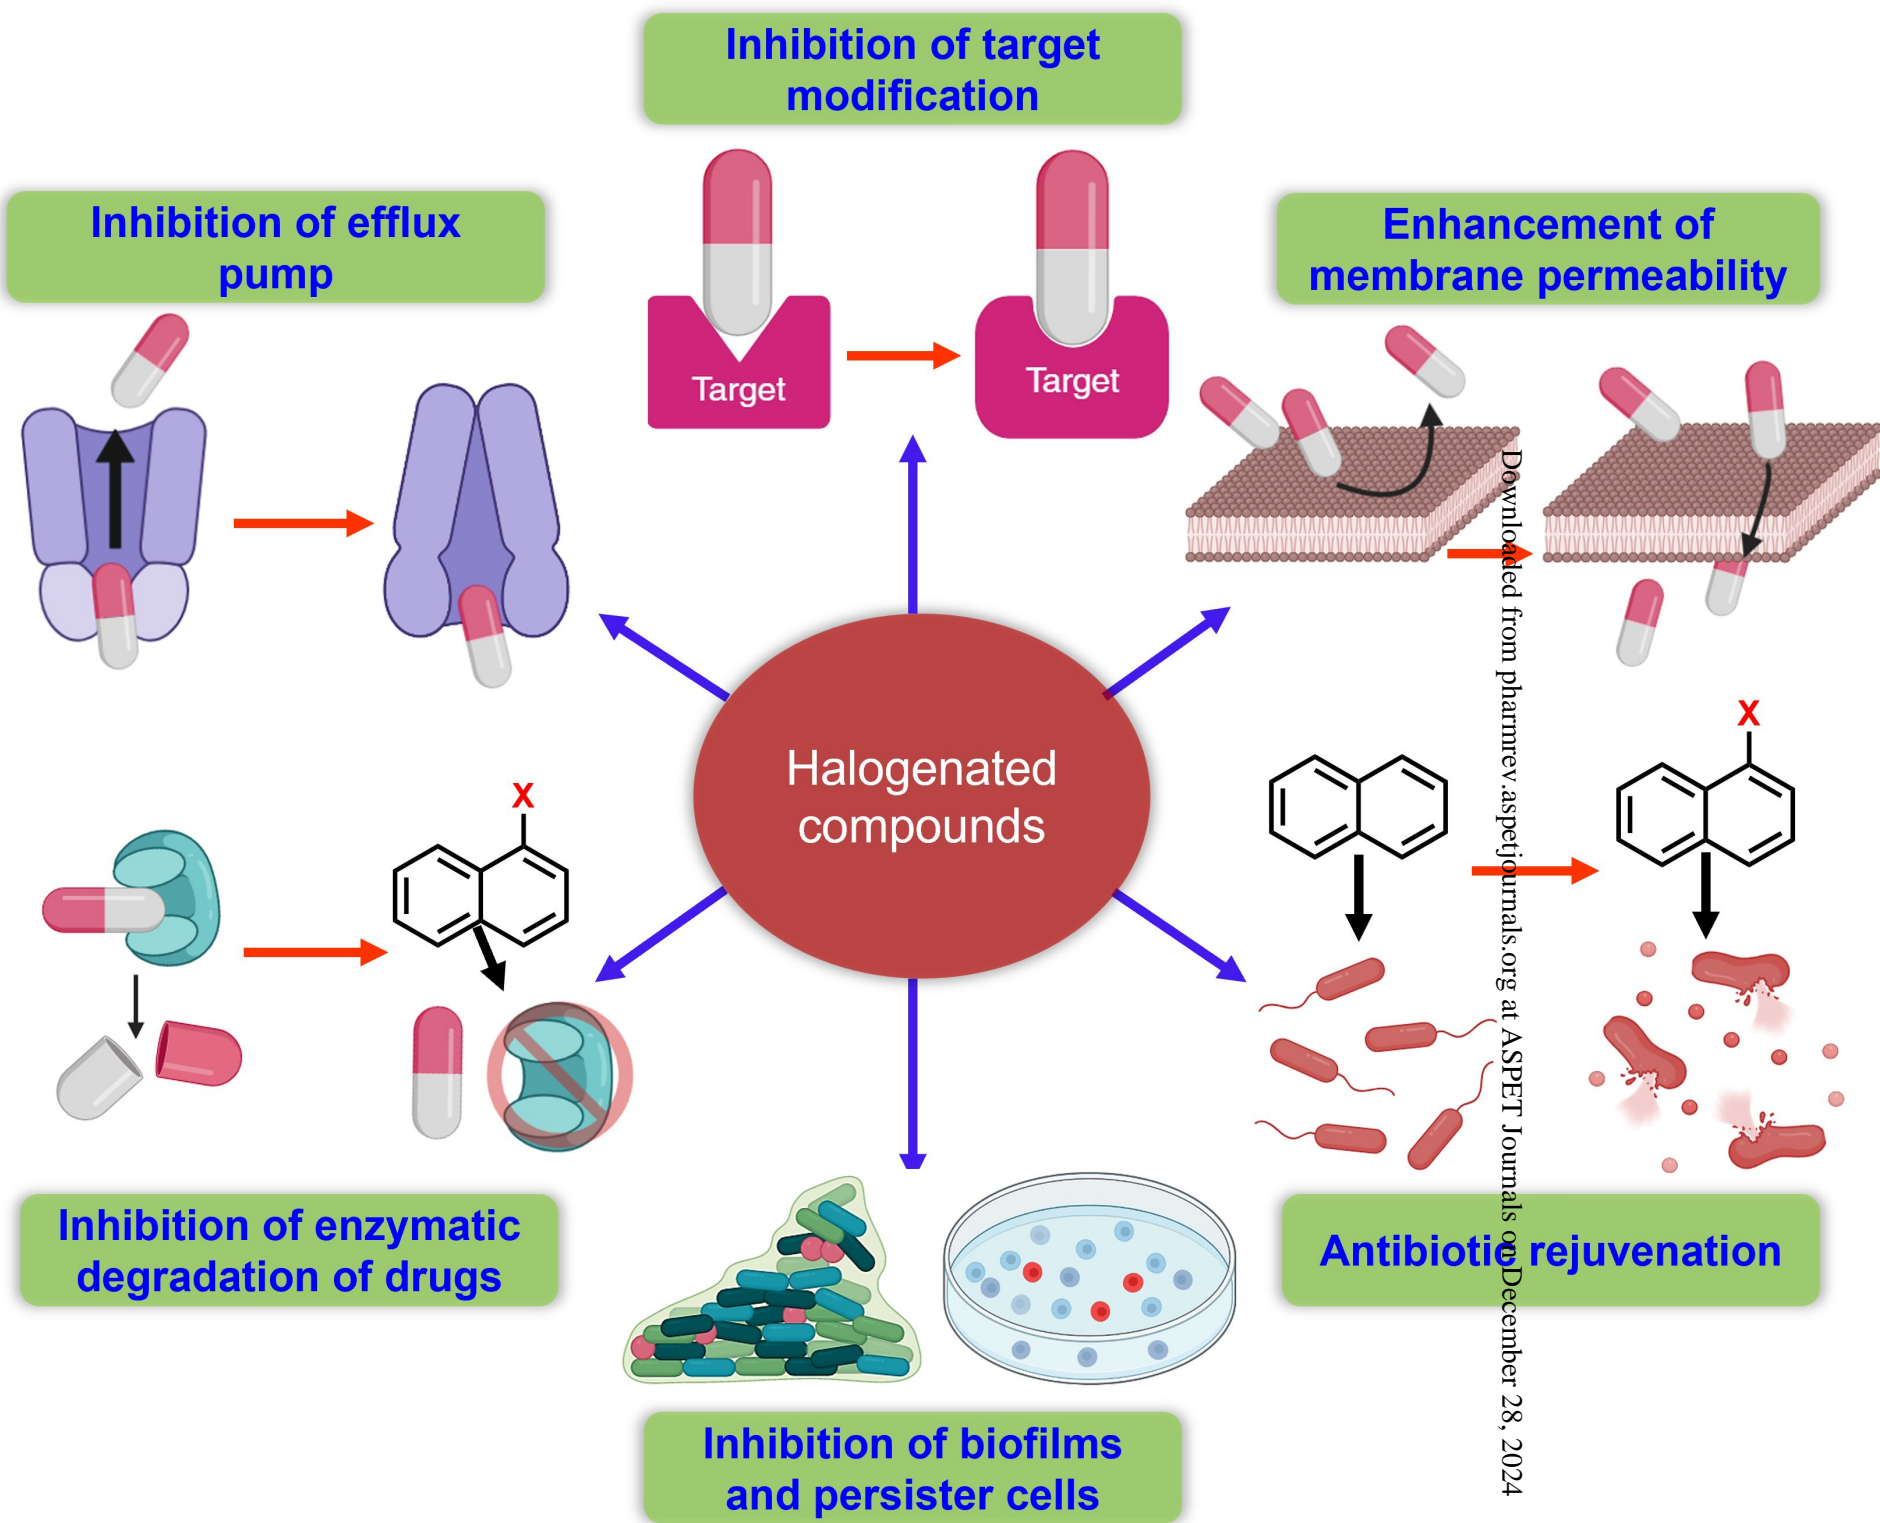 Inhibition of target
modification
Inhibition of efflux
pump
Enhancement of
membrane permeability
Target
Target
Halogenated
compounds
X
X
Inhibition of enzymatic
degradation of drugs
Antibiotic rejuvenation
Inhibition of biofilms
and persister cells
Downloaded from pharmrev.aspetjournals.org at ASPET Journals on December 28, 2024